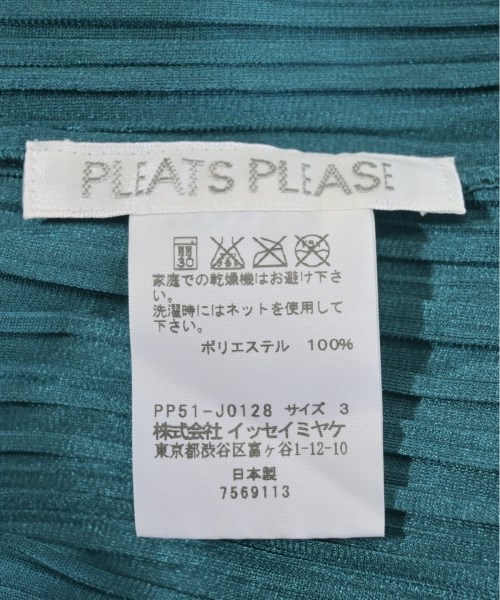 PLEATS PLEASE
弱
30
家庭での乾燥機はお避け下さ
い。
洗濯時にはネットを使用して
下さい。
ポリエステル 100%
PP51-J0128 サイズ 3
株式会社 イッセイミヤケ
東京都渋谷区富ヶ谷1-12-10
日本製
7569113